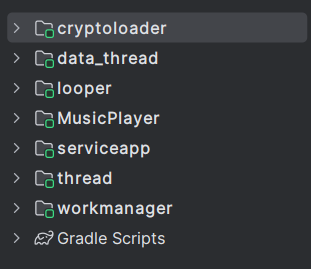 cryptoloader
data_thread
looper
MusicPlayer
serviceapp
thread
workmanager
Gradle Scripts